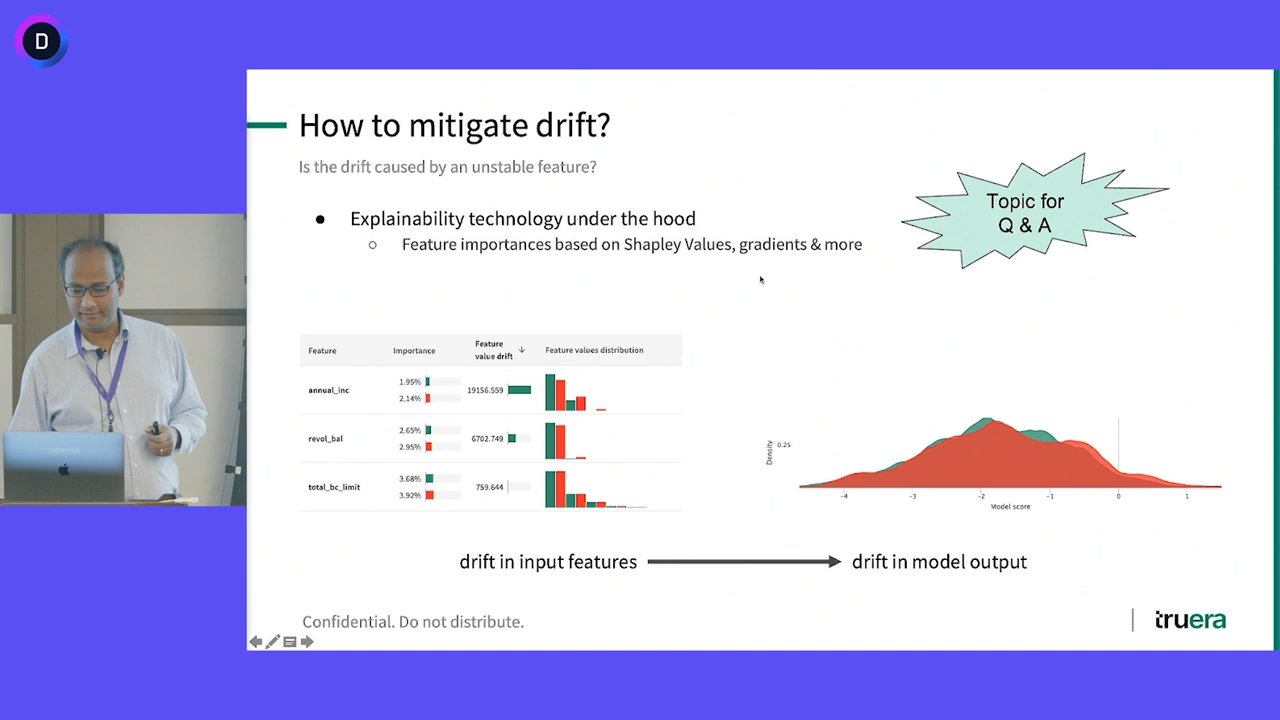 D
How to mitigate drift?
Is the drift caused by an unstable feature?
● Explainability technology under the hood
○ Feature importances based on Shapley Values, gradients & more
Topic for
Q & A
Feature Importance Feature value drift ↓ Feature values distribution
annual_inc 1.95% 2.14% 19156.559
revol_bal 2.65% 2.95% 6702.749
total_bc_limit 3.68% 3.92% 759.644
Density
0.25
-4 -3 -2 -1 0 1
Model score
drift in input features
drift in model output
Confidential. Do not distribute.
truera